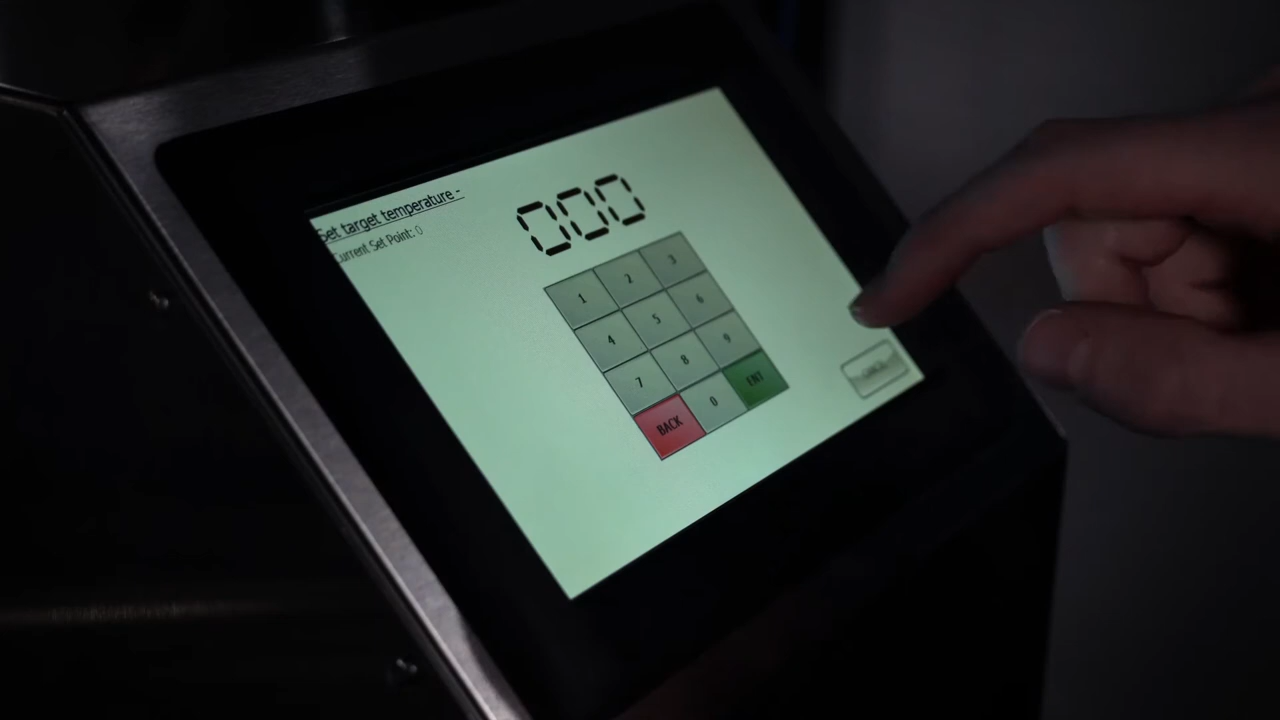 Set target temperature -
Current Set Point: 0
000
1 2 3
4 5 6
7 8 9
BACK 0 ENT
CANCEL